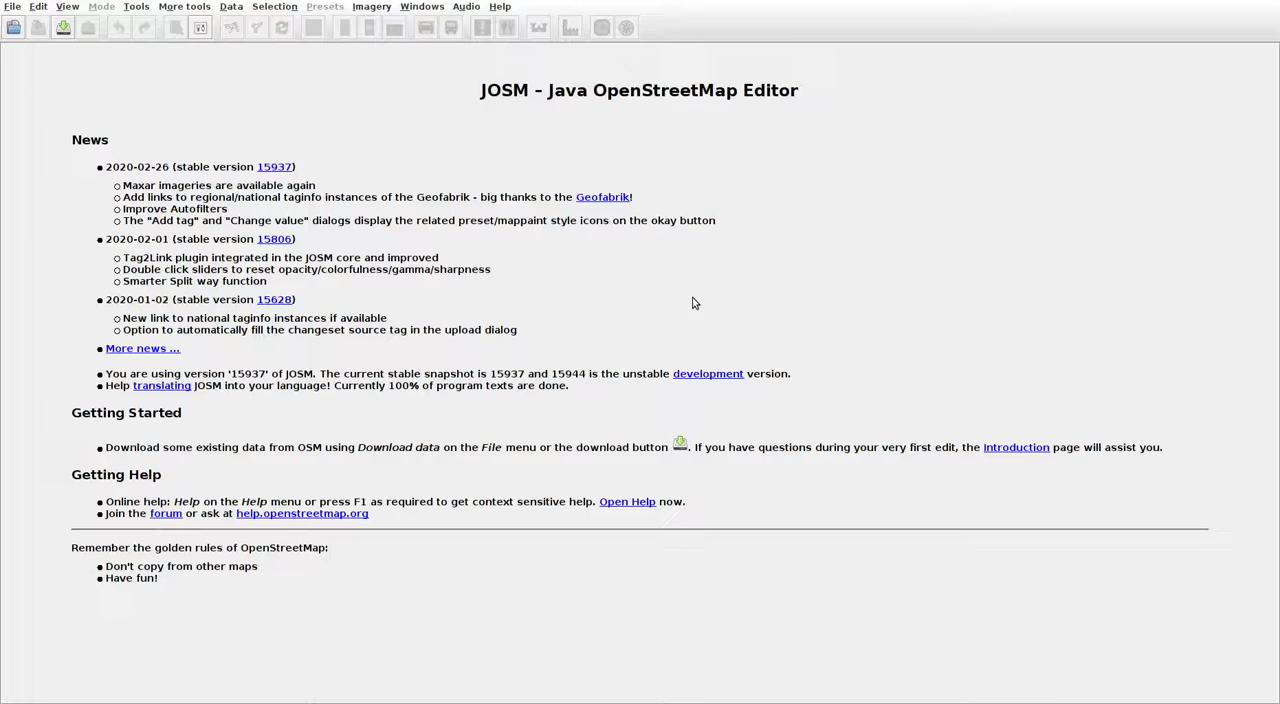 File Edit View Mode Tools More tools Data Selection Presets Imagery Windows Audio Help
JOSM – Java OpenStreetMap Editor
News
2020-02-26 (stable version 15937)
Maxar imageries are available again
Add links to regional/national taginfo instances of the Geofabrik - big thanks to the Geofabrik!
Improve Autofilters
The "Add tag" and "Change value" dialogs display the related preset/mappaint style icons on the okay button
2020-02-01 (stable version 15806)
Tag2Link plugin integrated in the JOSM core and improved
Double click sliders to reset opacity/colorfulness/gamma/sharpness
Smarter Split way function
2020-01-02 (stable version 15628)
New link to national taginfo instances if available
Option to automatically fill the changeset source tag in the upload dialog
More news ...
You are using version '15937' of JOSM. The current stable snapshot is 15937 and 15944 is the unstable development version.
Help translating JOSM into your language! Currently 100% of program texts are done.
Getting Started
Download some existing data from OSM using Download data on the File menu or the download button . If you have questions during your very first edit, the Introduction page will assist you.
Getting Help
Online help: Help on the Help menu or press F1 as required to get context sensitive help. Open Help now.
Join the forum or ask at help.openstreetmap.org
Remember the golden rules of OpenStreetMap:
Don't copy from other maps
Have fun!